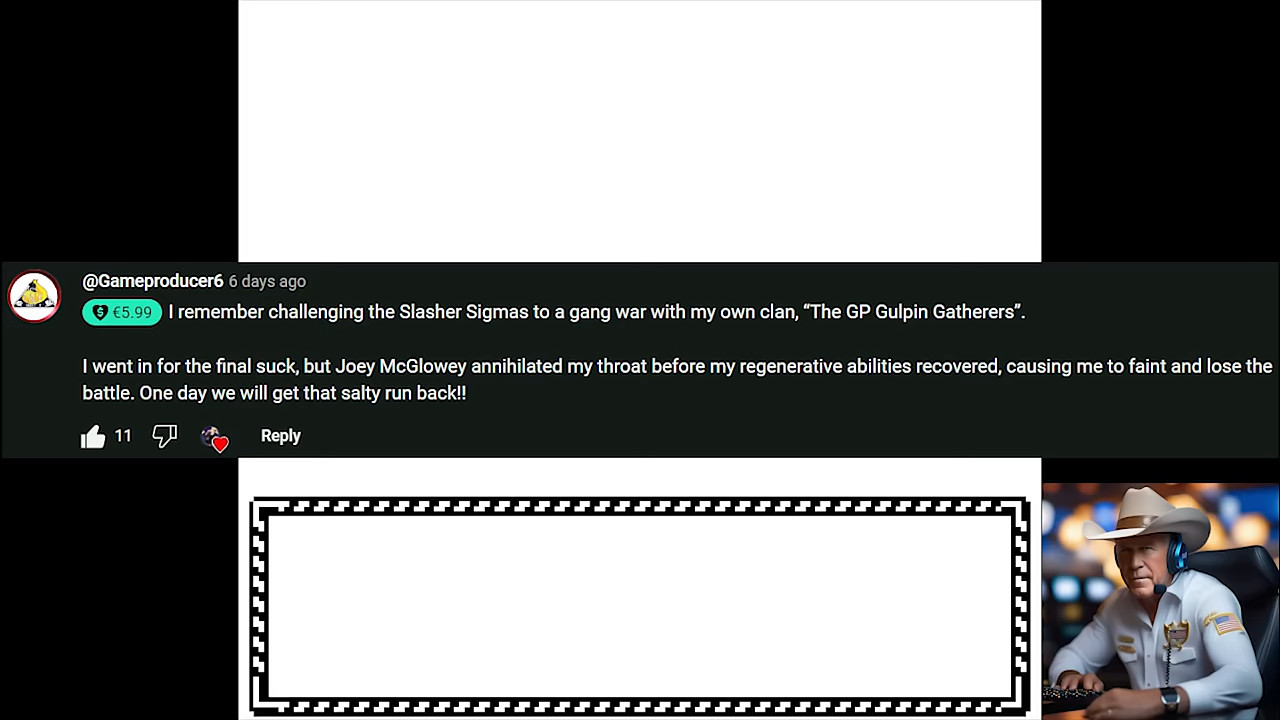 @Gameproducer6 6 days ago
€5.99 I remember challenging the Slasher Sigmas to a gang war with my own clan, “The GP Gulpin Gatherers”.
I went in for the final suck, but Joey McGlowey annihilated my throat before my regenerative abilities recovered, causing me to faint and lose the
battle. One day we will get that salty run back!!
11 Reply